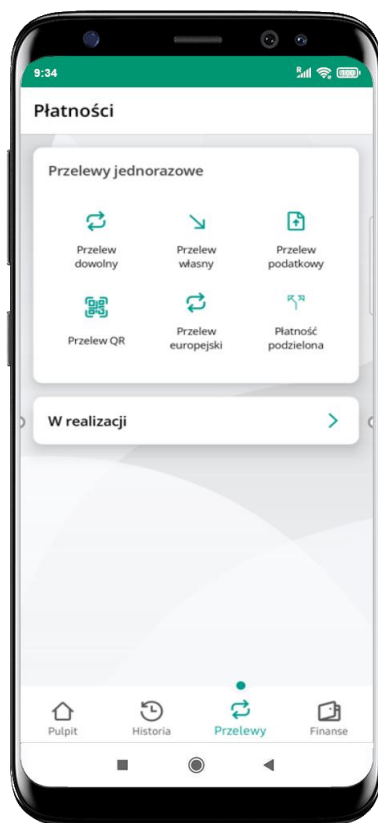 9:34
Płatności
Przelewy jednorazowe
Przelew
dowolny
Przelew
własny
Przelew
podatkowy
Przelew QR
Przelew
europejski
Płatność
podzielona
W realizacji
Pulpit
Historia
Przelewy
Finanse